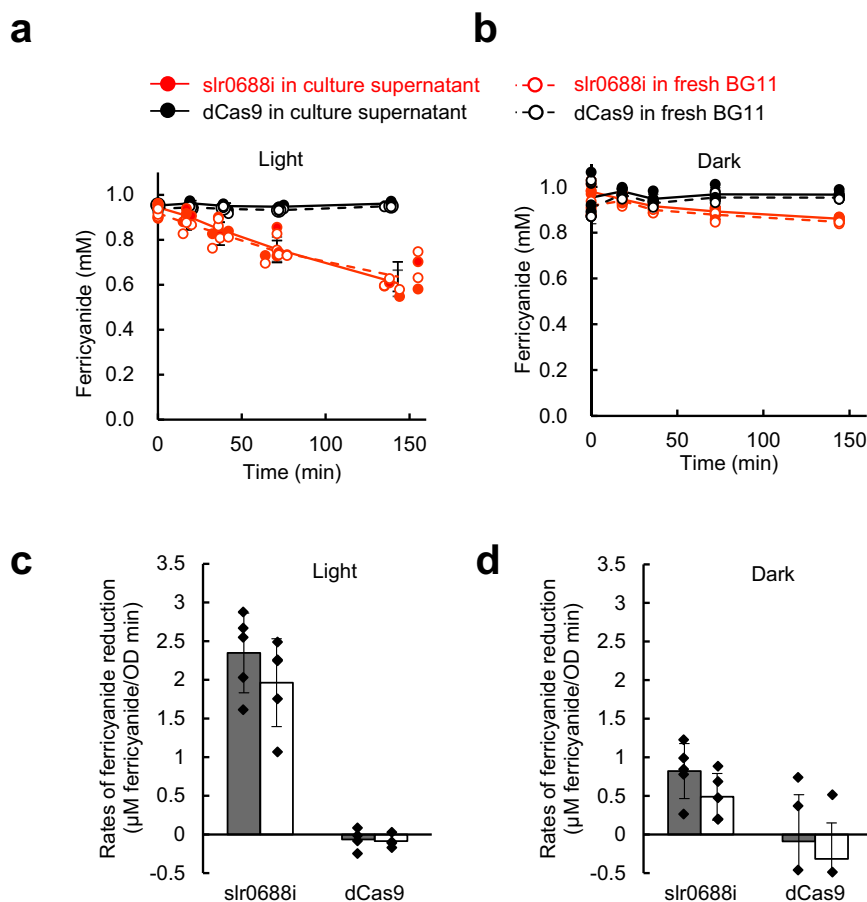 a
b
slr0688i in culture supernatant
dCas9 in culture supernatant
slr0688i in fresh BG11
dCas9 in fresh BG11
Light
Ferricyanide (mM)
1.0
0.8
0.6
0.4
0.2
0.0
0
50
100
150
Time (min)
Dark
Ferricyanide (mM)
1.0
0.8
0.6
0.4
0.2
0.0
0
50
100
150
Time (min)
c
Light
Rates of ferricyanide reduction
(μM ferricyanide/OD min)
3.5
3
2.5
2
1.5
1
0.5
0
-0.5
slr0688i
dCas9
d
Dark
Rates of ferricyanide reduction
(μM ferricyanide/OD min)
3.5
3
2.5
2
1.5
1
0.5
0
-0.5
slr0688i
dCas9